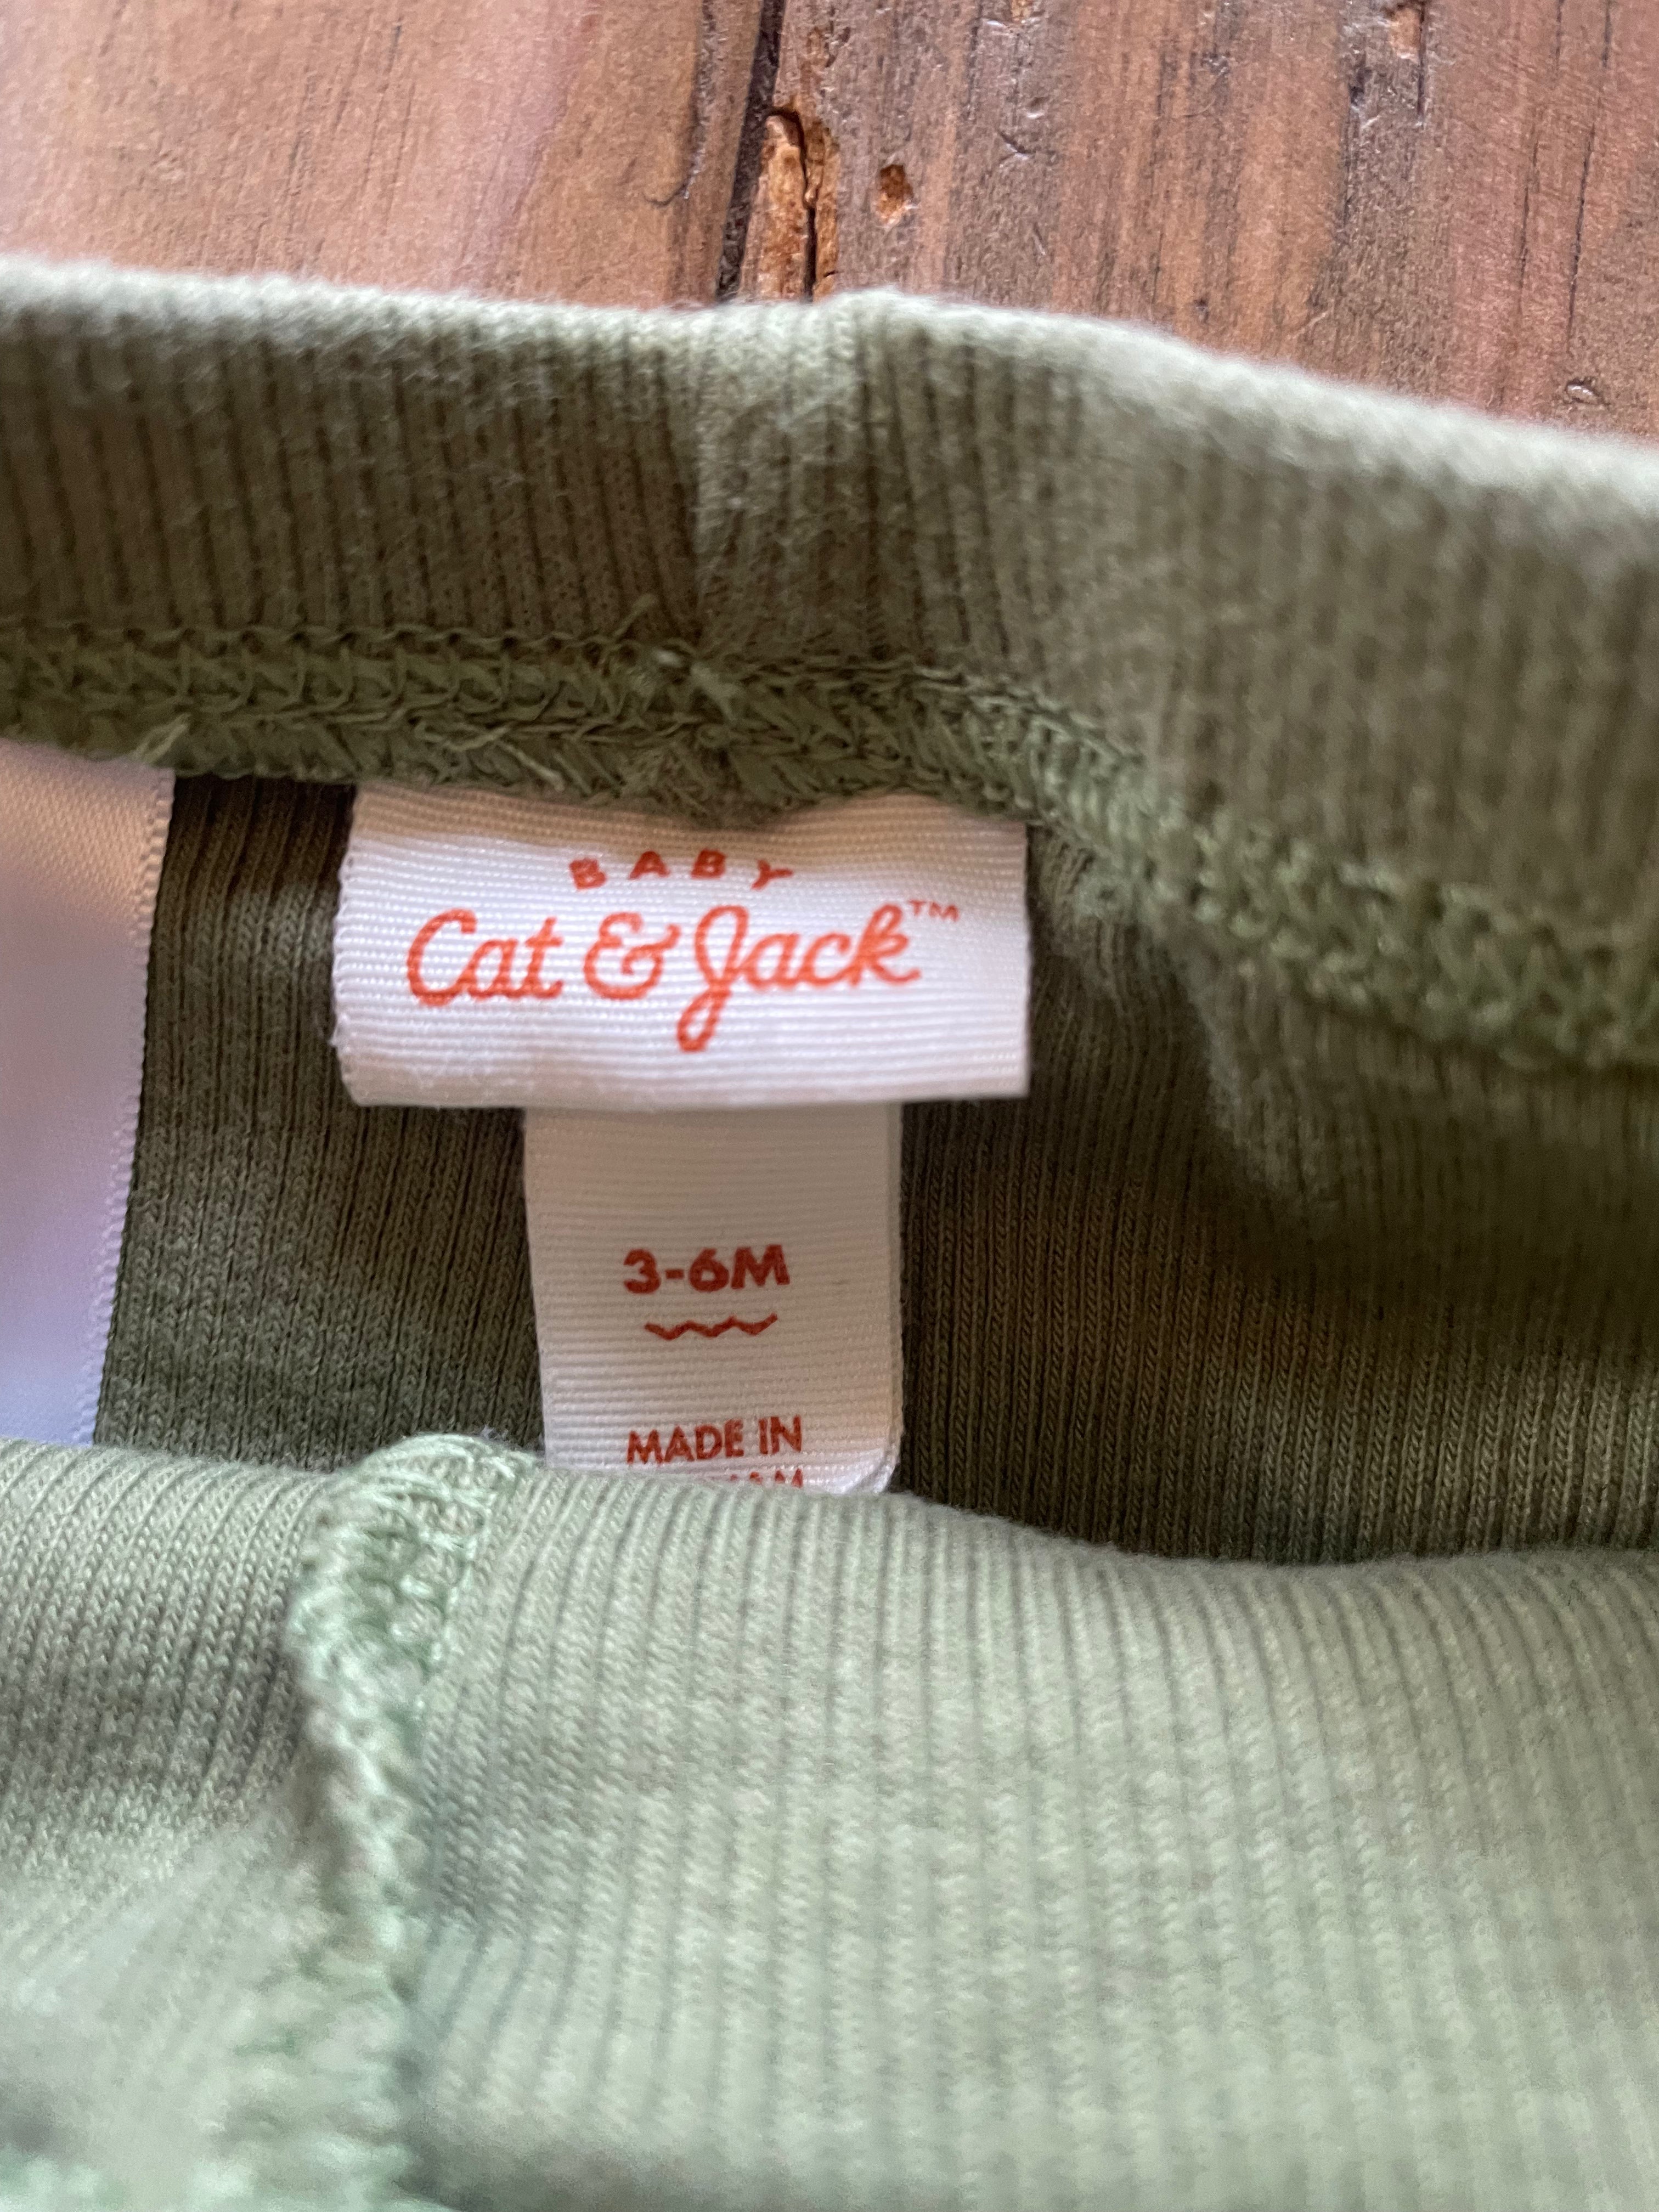 BABY
Cat & Jack™
3-6M
MADE IN